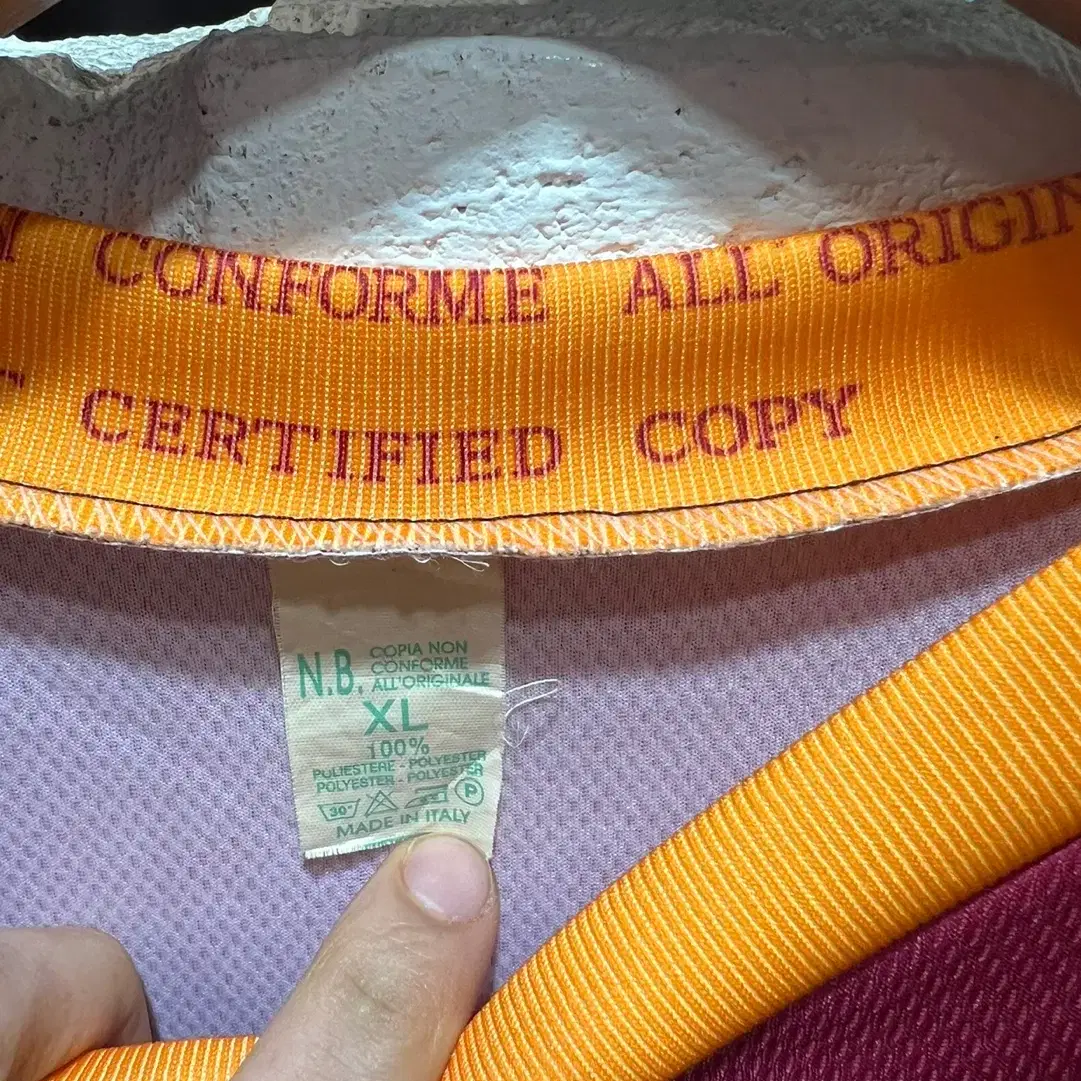 CONFORME ALL'ORIGIN
CERTIFIED COPY
N.B. COPIA NON
CONFORME
ALL'ORIGINALE
XL
100%
POLIESTERE - POLYESTER
POLYESTER - POLYESTER
30° P
MADE IN ITALY